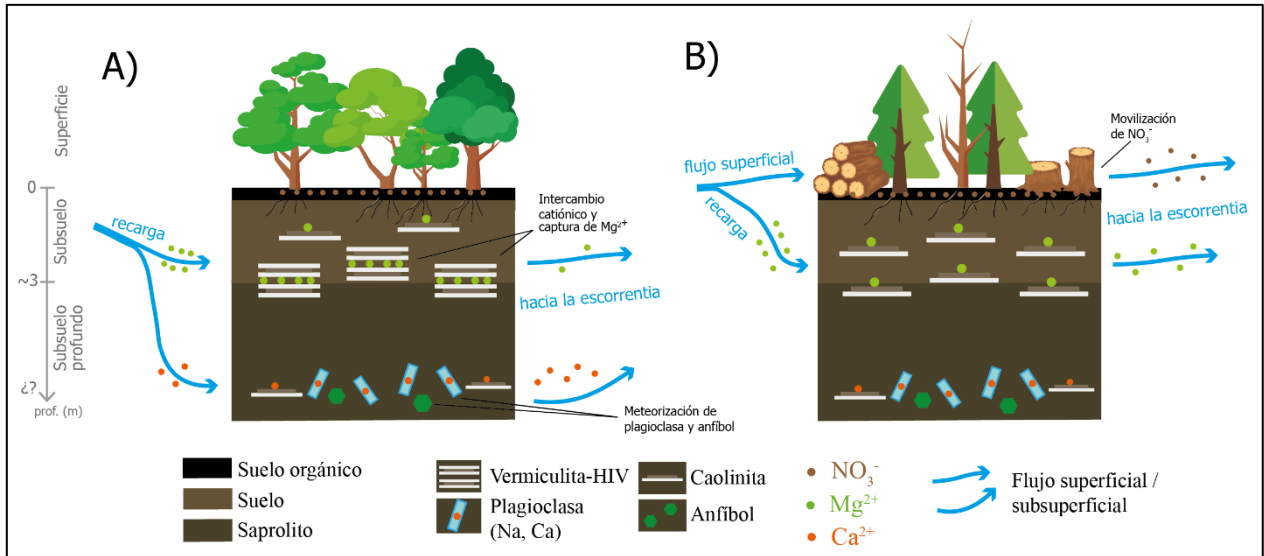 A)
B)
Superficie
0
Subsuelo
~3
Subsuelo
profundo
¿?
prof. (m)
recarga
Intercambio
catiónico y
captura de Mg²⁺
hacia la escorrentia
Meteorización de
plagioclasa y anfíbol
flujo superficial
recarga
Movilización
de NO₃⁻
hacia la escorrentia
Suelo orgánico
Suelo
Saprolito
Vermiculita-HIV
Plagioclasa
(Na, Ca)
Caolinita
Anfíbol
NO₃⁻
Mg²⁺
Ca²⁺
Flujo superficial /
subsuperficial